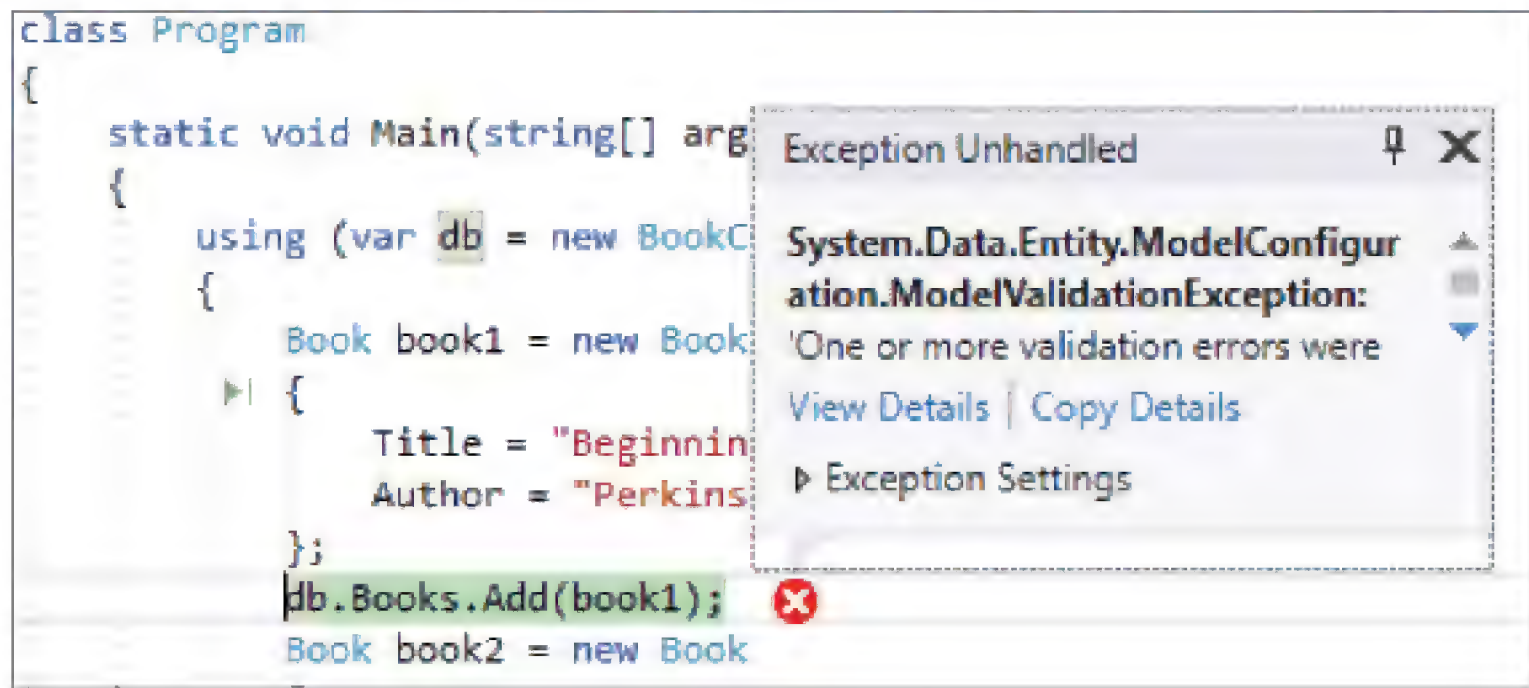 class Program
{
static void Main(string[] arg
{
using (var db = new BookC
{
Book book1 = new Book
{
Title = "Beginnin
Author = "Perkins
};
db.Books.Add(book1);
Book book2 = new Book
Exception Unhandled
System.Data.Entity.ModelConfigur
ation.ModelValidationException:
'One or more validation errors were
View Details | Copy Details
Exception Settings